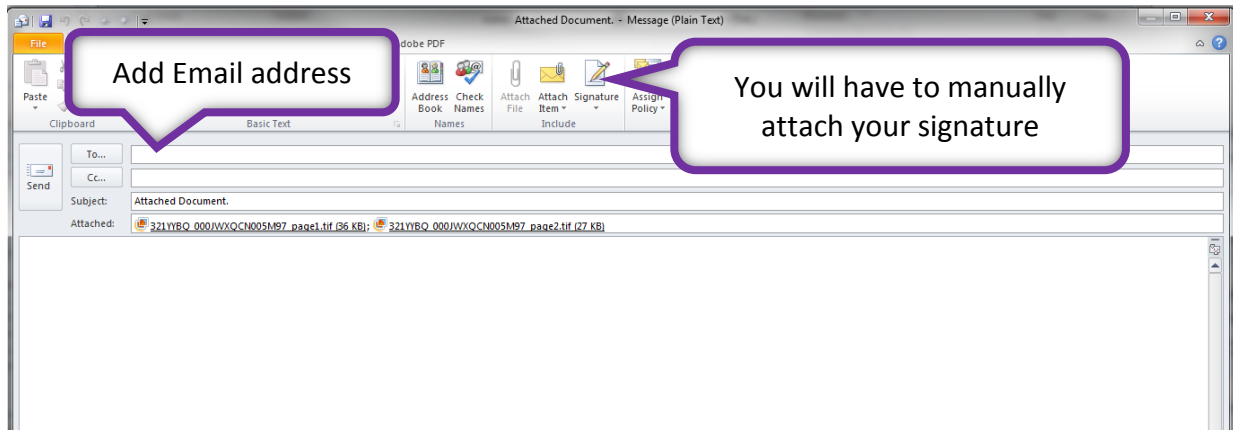 Attached Document. - Message (Plain Text)
File
dobe PDF
Add Email address
You will have to manually
attach your signature
Paste
Address Book
Check Names
Attach File
Attach Item
Signature
Assign Policy
Clipboard
Basic Text
Names
Include
Send
To...
Cc...
Subject: Attached Document.
Attached: 321YYBQ_000JWXQCN005M97_page1.tif (36 KB); 321YYBQ_000JWXQCN005M97_page2.tif (27 KB)